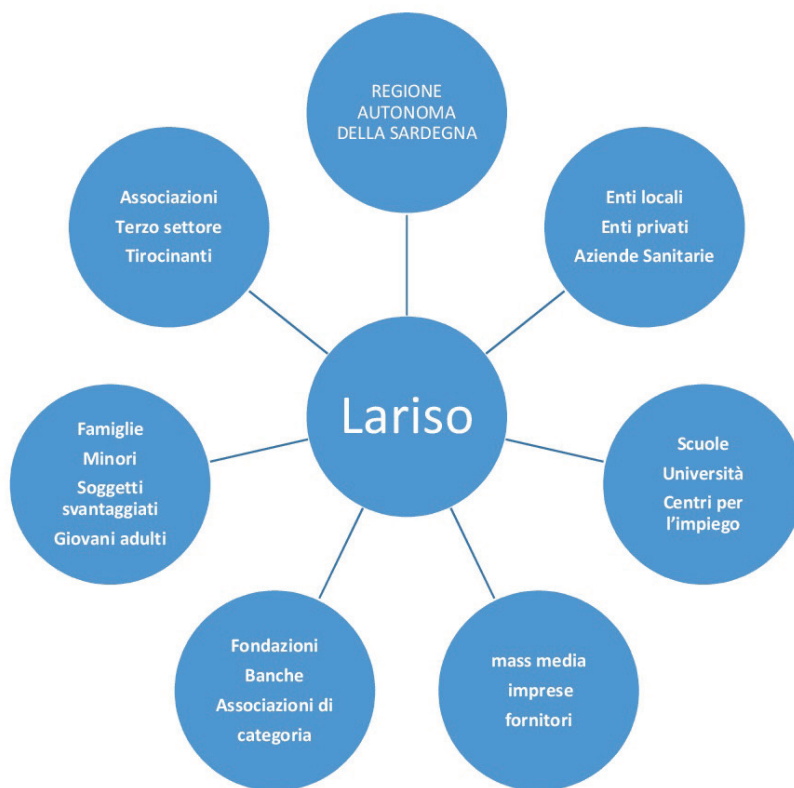 REGIONE
AUTONOMA
DELLA SARDEGNA
Associazioni
Terzo settore
Tirocinanti
Enti locali
Enti privati
Aziende Sanitarie
Lariso
Famiglie
Minori
Soggetti
svantaggiati
Giovani adulti
Scuole
Università
Centri per
l’impiego
Fondazioni
Banche
Associazioni di
categoria
mass media
imprese
fornitori